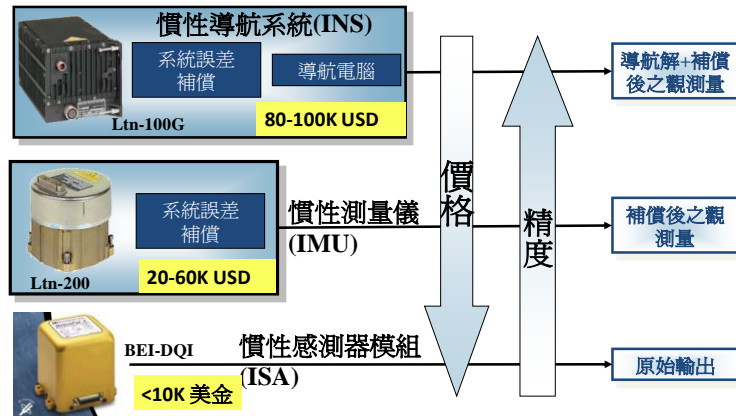 慣性導航系統(INS)
系統誤差
補償
導航電腦
Ltn-100G
80-100K USD
導航解+補償
後之觀測量
價格
精度
系統誤差
補償
慣性測量儀
(IMU)
Ltn-200
20-60K USD
補償後之觀
測量
BEI-DQI
慣性感測器模組
(ISA)
<10K 美金
原始輸出